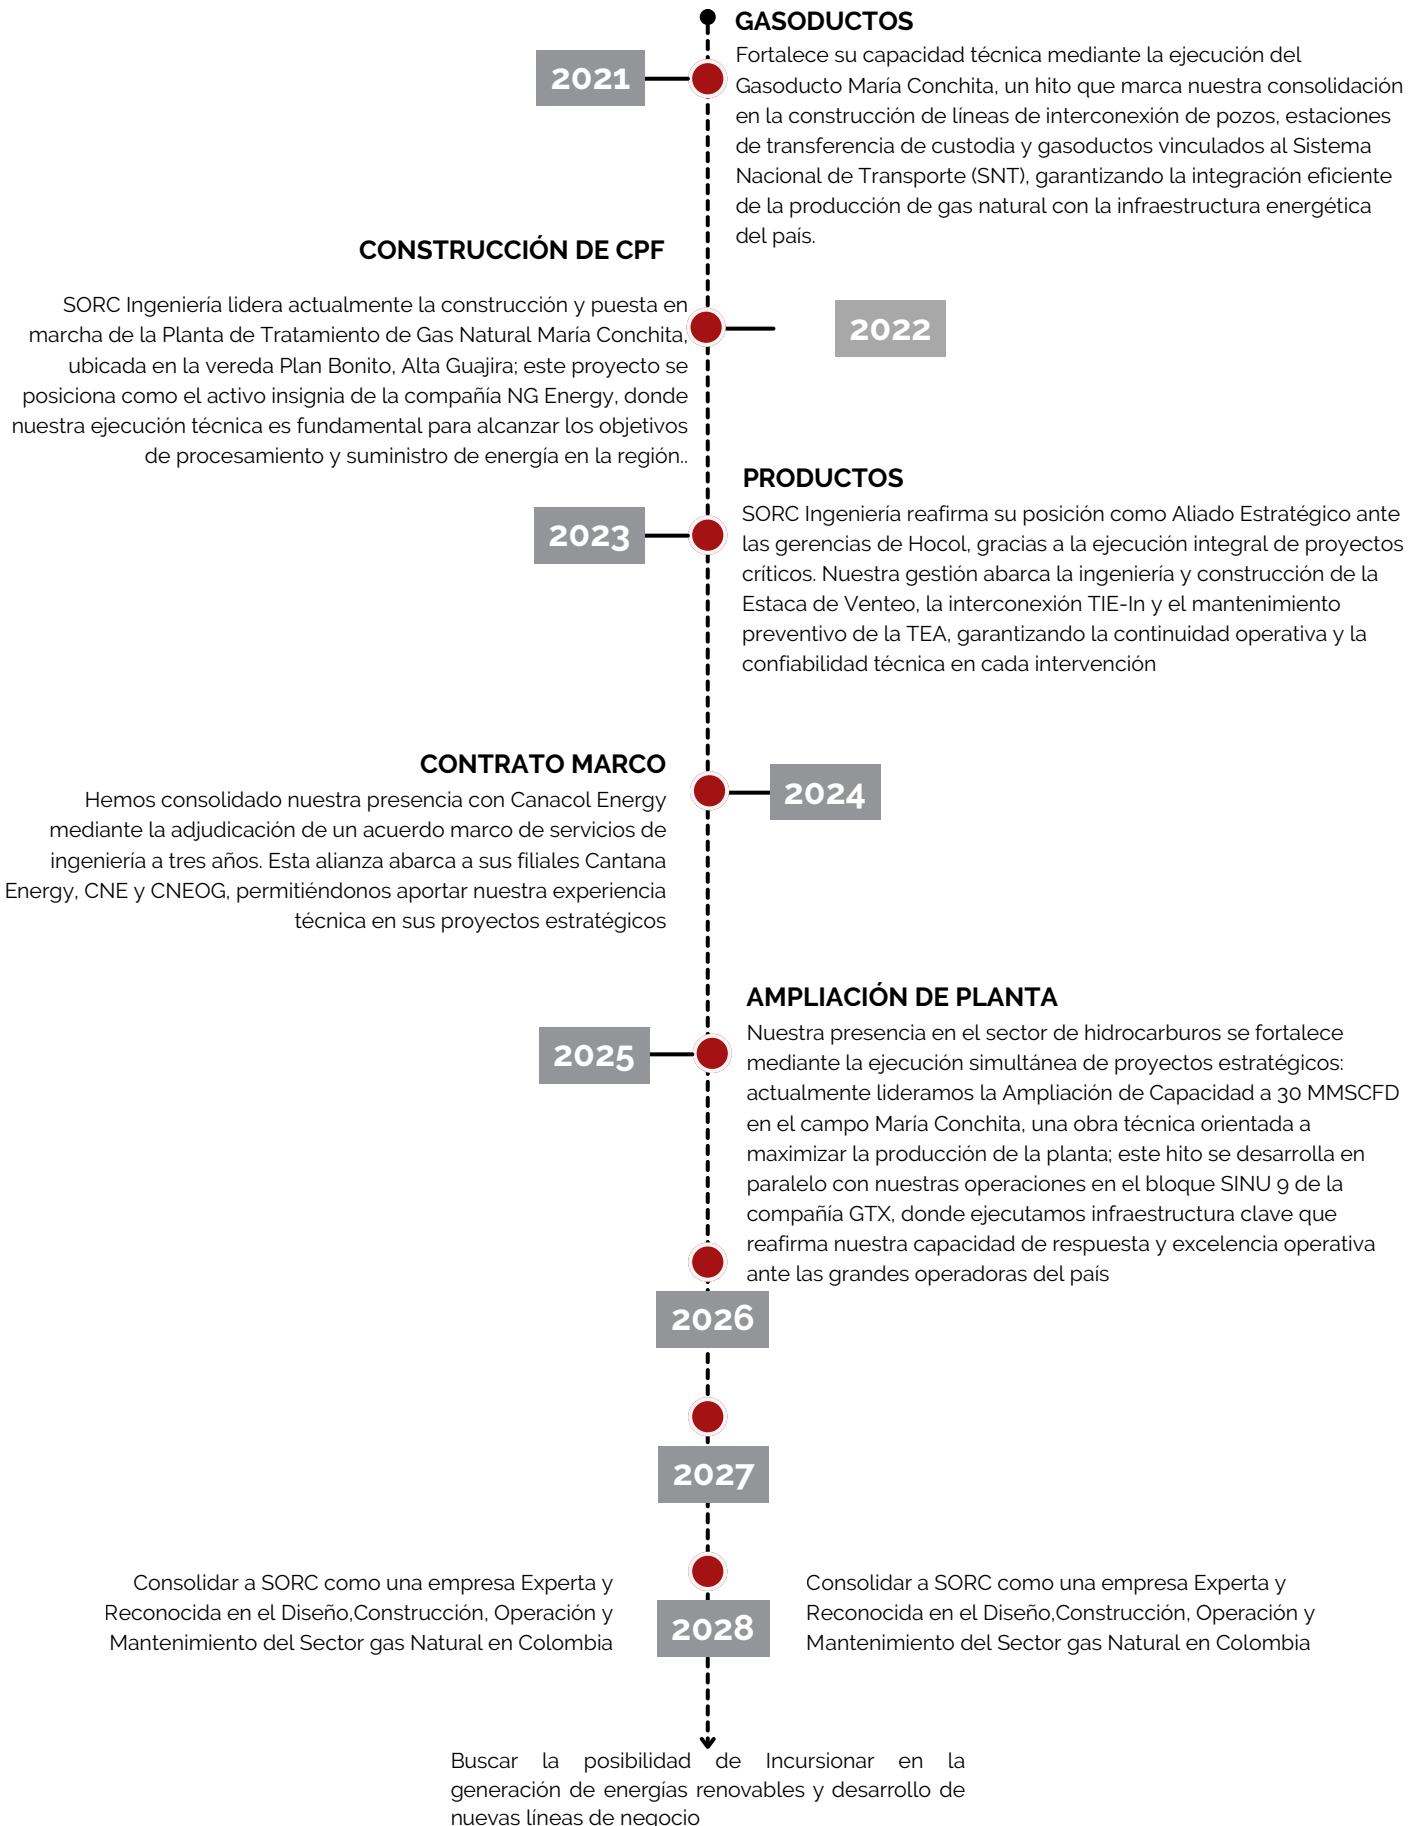 GASODUCTOS
2021
Fortalece su capacidad técnica mediante la ejecución del
Gasoducto María Conchita, un hito que marca nuestra consolidación
en la construcción de líneas de interconexión de pozos, estaciones
de transferencia de custodia y gasoductos vinculados al Sistema
Nacional de Transporte (SNT), garantizando la integración eficiente
de la producción de gas natural con la infraestructura energética
del país.
CONSTRUCCIÓN DE CPF
2022
SORC Ingeniería lidera actualmente la construcción y puesta en
marcha de la Planta de Tratamiento de Gas Natural María Conchita,
ubicada en la vereda Plan Bonito, Alta Guajira; este proyecto se
posiciona como el activo insignia de la compañía NG Energy, donde
nuestra ejecución técnica es fundamental para alcanzar los objetivos
de procesamiento y suministro de energía en la región..
PRODUCTOS
2023
SORC Ingeniería reafirma su posición como Aliado Estratégico ante
las gerencias de Hocol, gracias a la ejecución integral de proyectos
críticos. Nuestra gestión abarca la ingeniería y construcción de la
Estaca de Venteo, la interconexión TIE-In y el mantenimiento
preventivo de la TEA, garantizando la continuidad operativa y la
confiabilidad técnica en cada intervención
CONTRATO MARCO
2024
Hemos consolidado nuestra presencia con Canacol Energy
mediante la adjudicación de un acuerdo marco de servicios de
ingeniería a tres años. Esta alianza abarca a sus filiales Cantana
Energy, CNE y CNEOG, permitiéndonos aportar nuestra experiencia
técnica en sus proyectos estratégicos
AMPLIACIÓN DE PLANTA
2025
Nuestra presencia en el sector de hidrocarburos se fortalece
mediante la ejecución simultánea de proyectos estratégicos:
actualmente lideramos la Ampliación de Capacidad a 30 MMSCFD
en el campo María Conchita, una obra técnica orientada a
maximizar la producción de la planta; este hito se desarrolla en
paralelo con nuestras operaciones en el bloque SINU 9 de la
compañía GTX, donde ejecutamos infraestructura clave que
reafirma nuestra capacidad de respuesta y excelencia operativa
ante las grandes operadoras del país
2026
2027
Consolidar a SORC como una empresa Experta y
Reconocida en el Diseño,Construcción, Operación y
Mantenimiento del Sector gas Natural en Colombia
2028
Consolidar a SORC como una empresa Experta y
Reconocida en el Diseño,Construcción, Operación y
Mantenimiento del Sector gas Natural en Colombia
Buscar la posibilidad de Incursionar en la
generación de energías renovables y desarrollo de
nuevas líneas de negocio